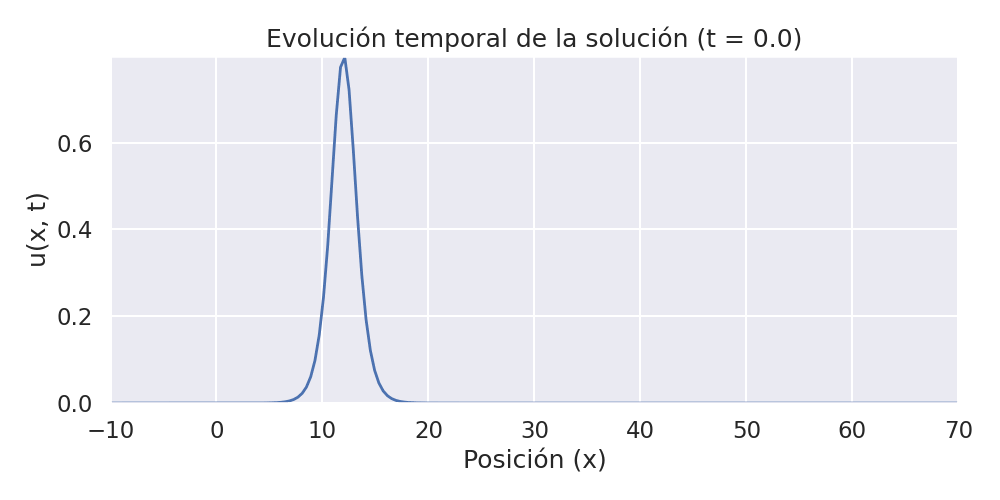 Evolución temporal de la solución (t = 0.0)
u(x, t)
0.6
0.4
0.2
0.0
−10 0 10 20 30 40 50 60 70
Posición (x)